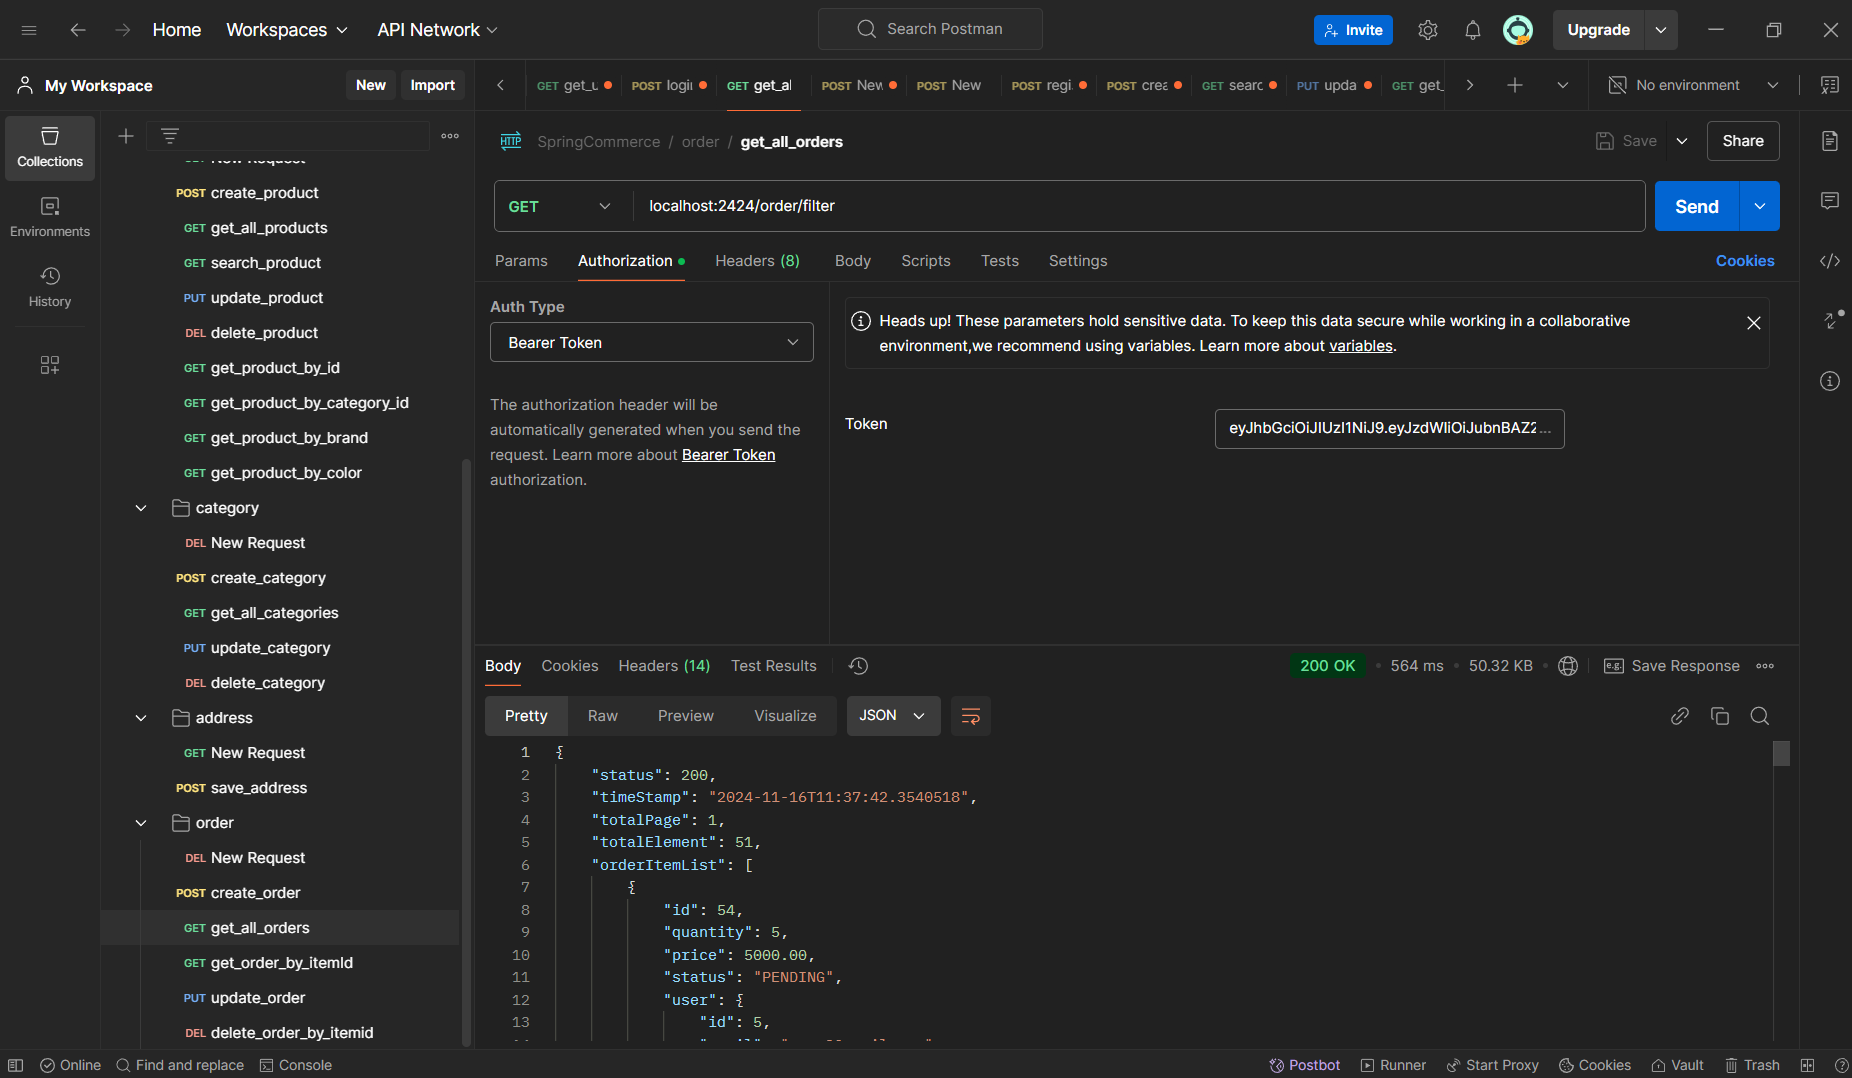 Home
Workspaces
API Network
Search Postman
Invite
Upgrade
My Workspace
New
Import
GET get_u
POST login
GET get_al
POST New
POST New
POST regi
POST crea
GET searc
PUT upda
GET get_
No environment
Collections
Environments
History
New Request
POST create_product
GET get_all_products
GET search_product
PUT update_product
DEL delete_product
GET get_product_by_id
GET get_product_by_category_id
GET get_product_by_brand
GET get_product_by_color
category
DEL New Request
POST create_category
GET get_all_categories
PUT update_category
DEL delete_category
address
GET New Request
POST save_address
order
DEL New Request
POST create_order
GET get_all_orders
GET get_order_by_itemId
PUT update_order
DEL delete_order_by_itemid
HTTP SpringCommerce / order / get_all_orders
Save
Share
GET
localhost:2424/order/filter
Send
Params
Authorization
Headers (8)
Body
Scripts
Tests
Settings
Cookies
Auth Type
Bearer Token
The authorization header will be
automatically generated when you send the
request. Learn more about Bearer Token
authorization.
Heads up! These parameters hold sensitive data. To keep this data secure while working in a collaborative
environment,we recommend using variables. Learn more about variables.
Token
eyJhbGciOiJIUzI1NiJ9.eyJzdWIiOiJubnBAZ2...
Body
Cookies
Headers (14)
Test Results
200 OK
564 ms
50.32 KB
e.g. Save Response
Pretty
Raw
Preview
Visualize
JSON
1 {
2 "status": 200,
3 "timeStamp": "2024-11-16T11:37:42.3540518",
4 "totalPage": 1,
5 "totalElement": 51,
6 "orderItemList": [
7 {
8 "id": 54,
9 "quantity": 5,
10 "price": 5000.00,
11 "status": "PENDING",
12 "user": {
13 "id": 5,
Online
Find and replace
Console
Postbot
Runner
Start Proxy
Cookies
Vault
Trash